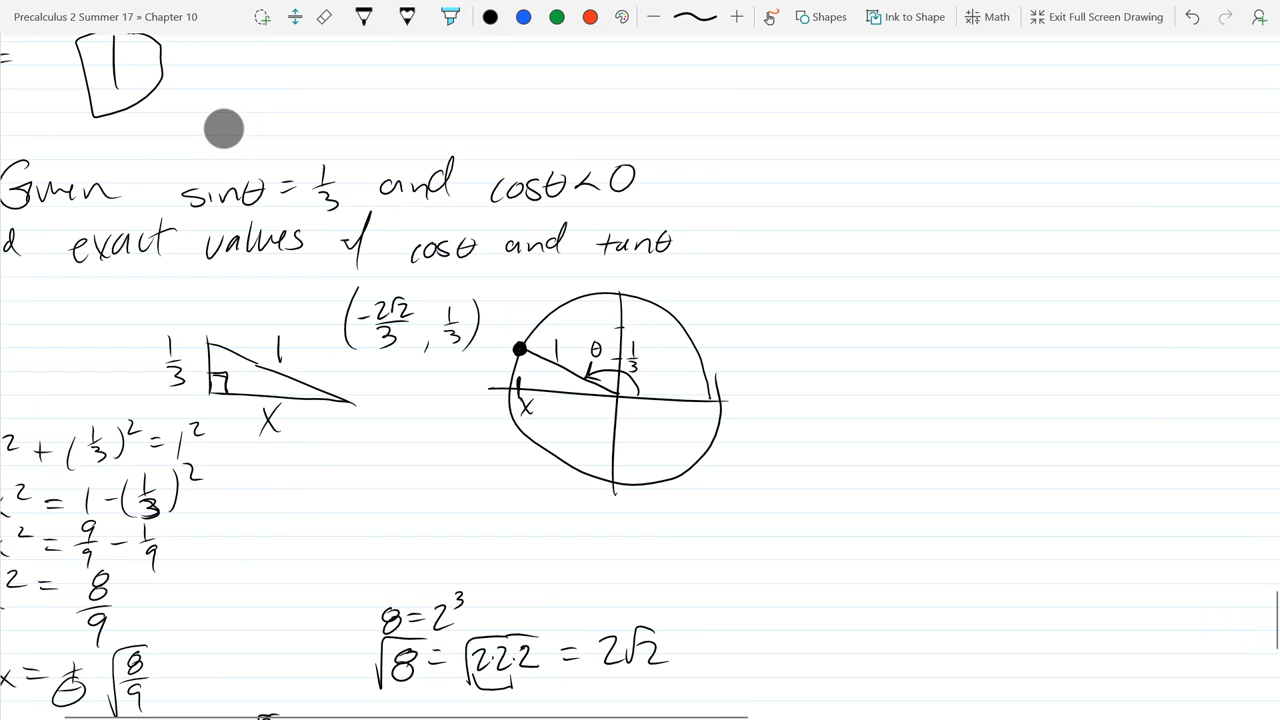 Precalculus 2 Summer 17 » Chapter 10
Shapes
Ink to Shape
Math
Exit Full Screen Drawing
=
1
Given sinθ = 1/3 and cosθ < 0
d exact values of cosθ and tanθ
(-2√2/3, 1/3)
1/3
1
x
1
θ
1/3
x
1
2 + (1/3)² = 1²
² = 1 - (1/3)²
² = 9/9 - 1/9
2 = 8/9
8 = 2³
√8 = √2·2·2 = 2√2
x = ± √8/9